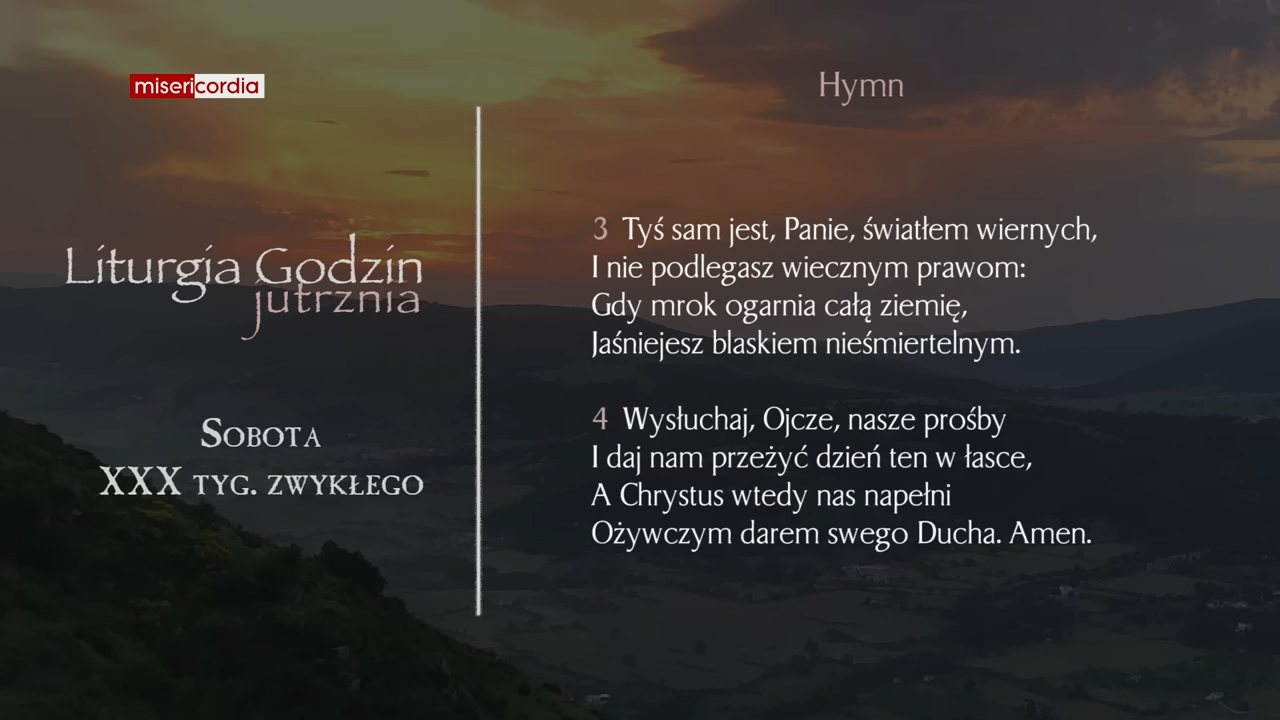 misericordia
Liturgia Godzin
jutrznia
Sobota
XXX tyg. zwykłego
Hymn
3 Tyś sam jest, Panie, światłem wiernych,
I nie podlegasz wiecznym prawom:
Gdy mrok ogarnia całą ziemię,
Jaśniejesz blaskiem nieśmiertelnym.
4 Wysłuchaj, Ojcze, nasze prośby
I daj nam przeżyć dzień ten w łasce,
A Chrystus wtedy nas napełni
Ożywczym darem swego Ducha. Amen.